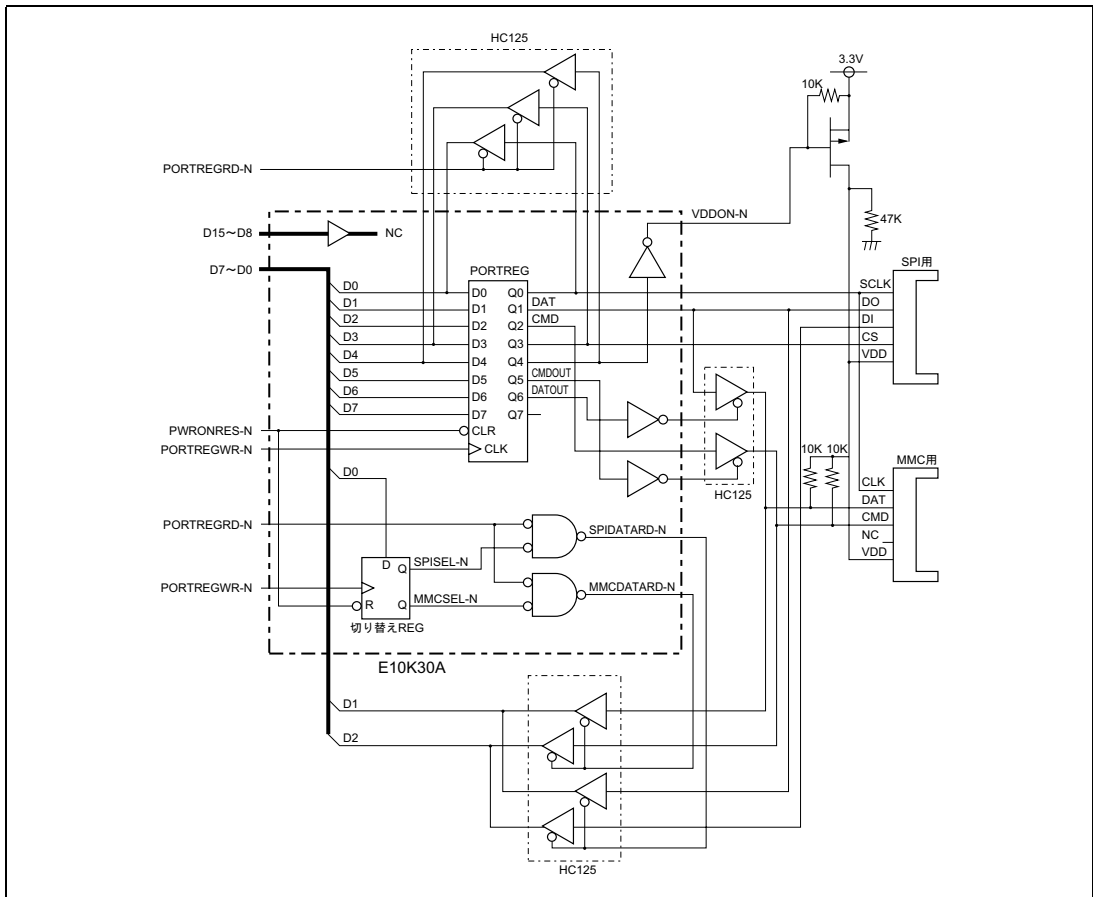 HC125
3.3V
10K
PORTREGRD-N
VDDON-N
47K
D15～D8
NC
D7～D0
PORTREG
SPI用
D0
D0
Q0
SCLK
D1
D1
Q1
DAT
DO
D2
D2
Q2
CMD
DI
D3
D3
Q3
CS
D4
D4
Q4
VDD
D5
D5
Q5
CMDOUT
D6
D6
Q6
DATOUT
D7
D7
Q7
PWRONRES-N
CLR
PORTREGWR-N
CLK
10K 10K
MMC用
D0
HC125
CLK
DAT
PORTREGRD-N
CMD
SPIDATARD-N
NC
D
Q
SPISEL-N
VDD
PORTREGWR-N
MMCDATARD-N
R
Q
MMCSEL-N
切り替えREG
E10K30A
D1
D2
HC125